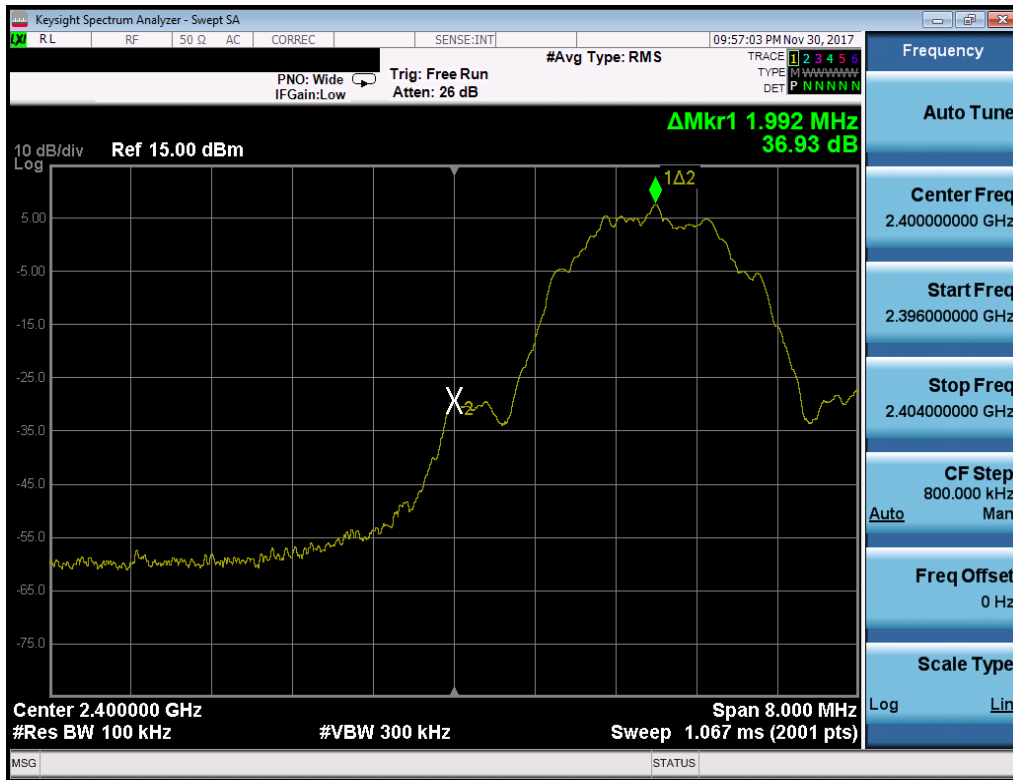 Keysight Spectrum Analyzer - Swept SA
LXI RL RF 50 Ω AC CORREC SENSE:INT 09:57:03 PM Nov 30, 2017
#Avg Type: RMS
TRACE 1 2 3 4 5 6
PNO: Wide Trig: Free Run TYPE M WWWWW
IFGain:Low Atten: 26 dB DET P N N N N N
ΔMkr1 1.992 MHz
36.93 dB
10 dB/div Ref 15.00 dBm
Log
1Δ2
5.00
-5.00
-15.0
-25.0
X2
-35.0
-45.0
-55.0
-65.0
-75.0
Center 2.400000 GHz Span 8.000 MHz
#Res BW 100 kHz #VBW 300 kHz Sweep 1.067 ms (2001 pts)
MSG STATUS
Frequency
Auto Tune
Center Freq
2.400000000 GHz
Start Freq
2.396000000 GHz
Stop Freq
2.404000000 GHz
CF Step
800.000 kHz
Auto Man
Freq Offset
0 Hz
Scale Type
Log Lin